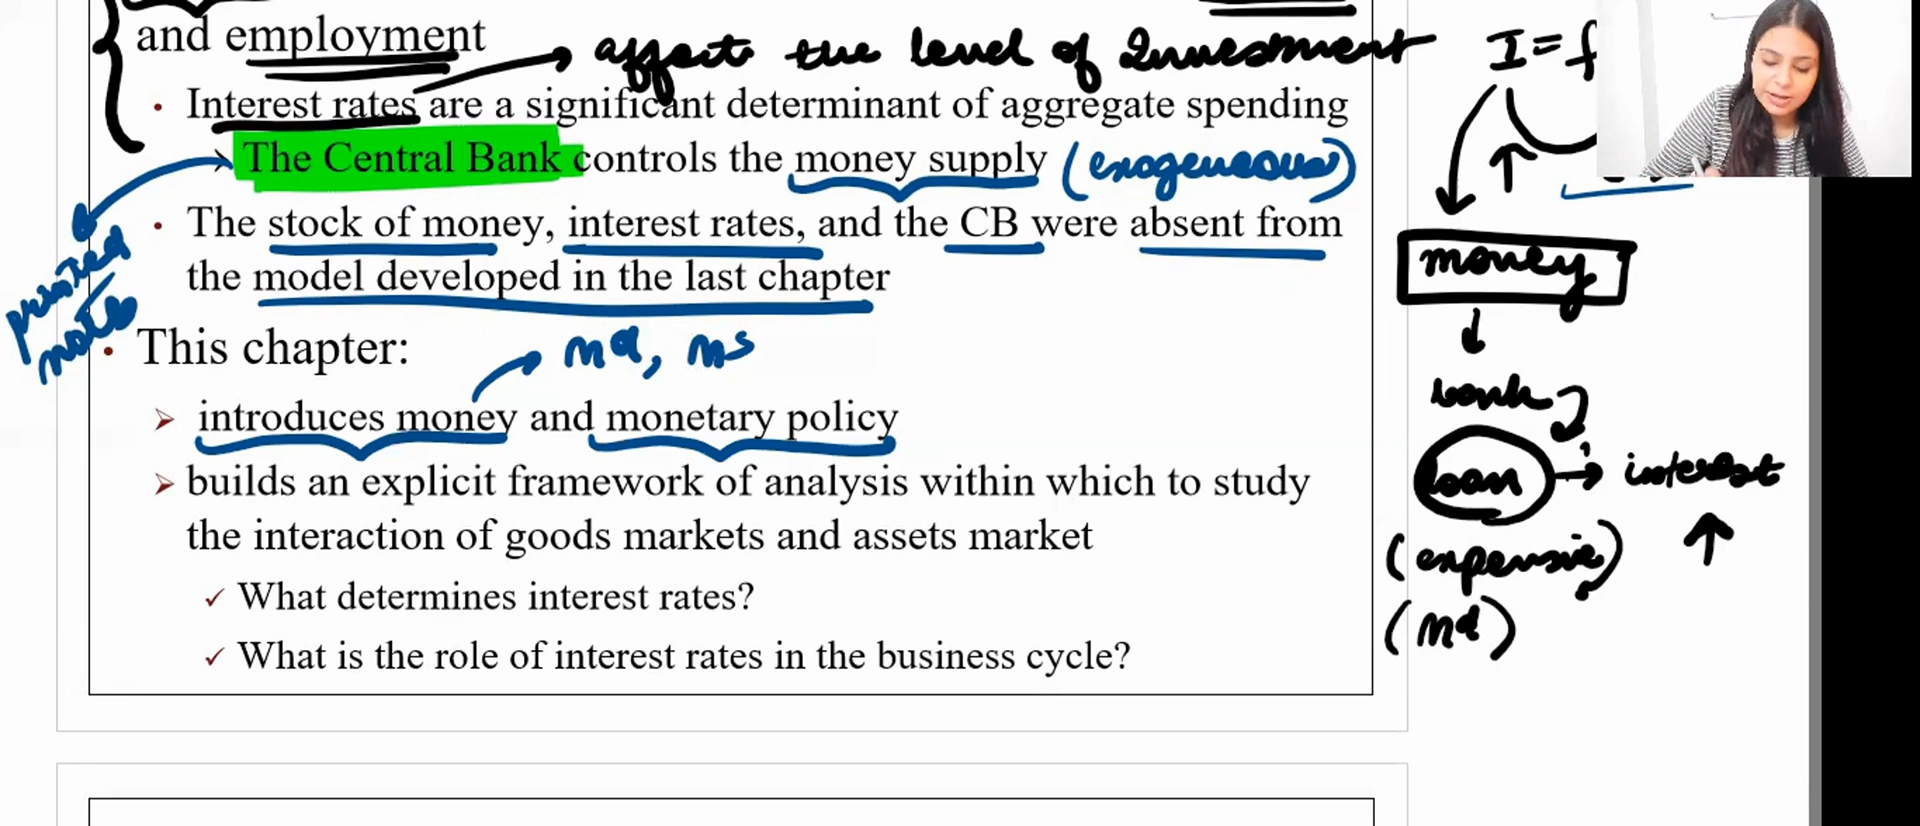 and employment
affect the level of Investment
I = f
• Interest rates are a significant determinant of aggregate spending
The Central Bank controls the money supply (exogeneous)
↑
• The stock of money, interest rates, and the CB were absent from
the model developed in the last chapter
money
printed
notes
• This chapter:
md, ms
➢ introduces money and monetary policy
bank
➢ builds an explicit framework of analysis within which to study
the interaction of goods markets and assets market
loan → interest
(expensive) ↑
✓ What determines interest rates?
(md)
✓ What is the role of interest rates in the business cycle?